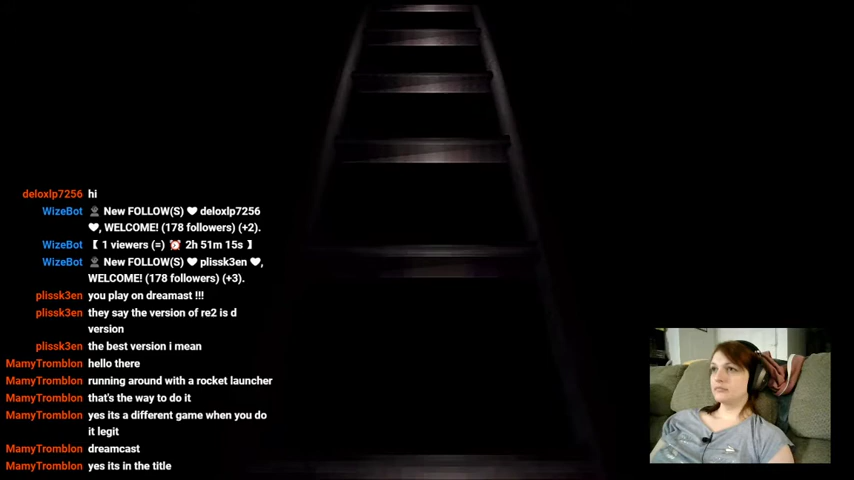 deloxlp7256 hi
WizeBot 👤 New FOLLOW(S) ❤ deloxlp7256
❤, WELCOME! (178 followers) (+2).
WizeBot 【 1 viewers (=) ⏰ 2h 51m 15s 】
WizeBot 👤 New FOLLOW(S) ❤ plissk3en ❤,
WELCOME! (178 followers) (+3).
plissk3en you play on dreamast !!!
plissk3en they say the version of re2 is d
version
plissk3en the best version i mean
MamyTromblon hello there
MamyTromblon running around with a rocket launcher
MamyTromblon that's the way to do it
MamyTromblon yes its a different game when you do
it legit
MamyTromblon dreamcast
MamyTromblon yes its in the title